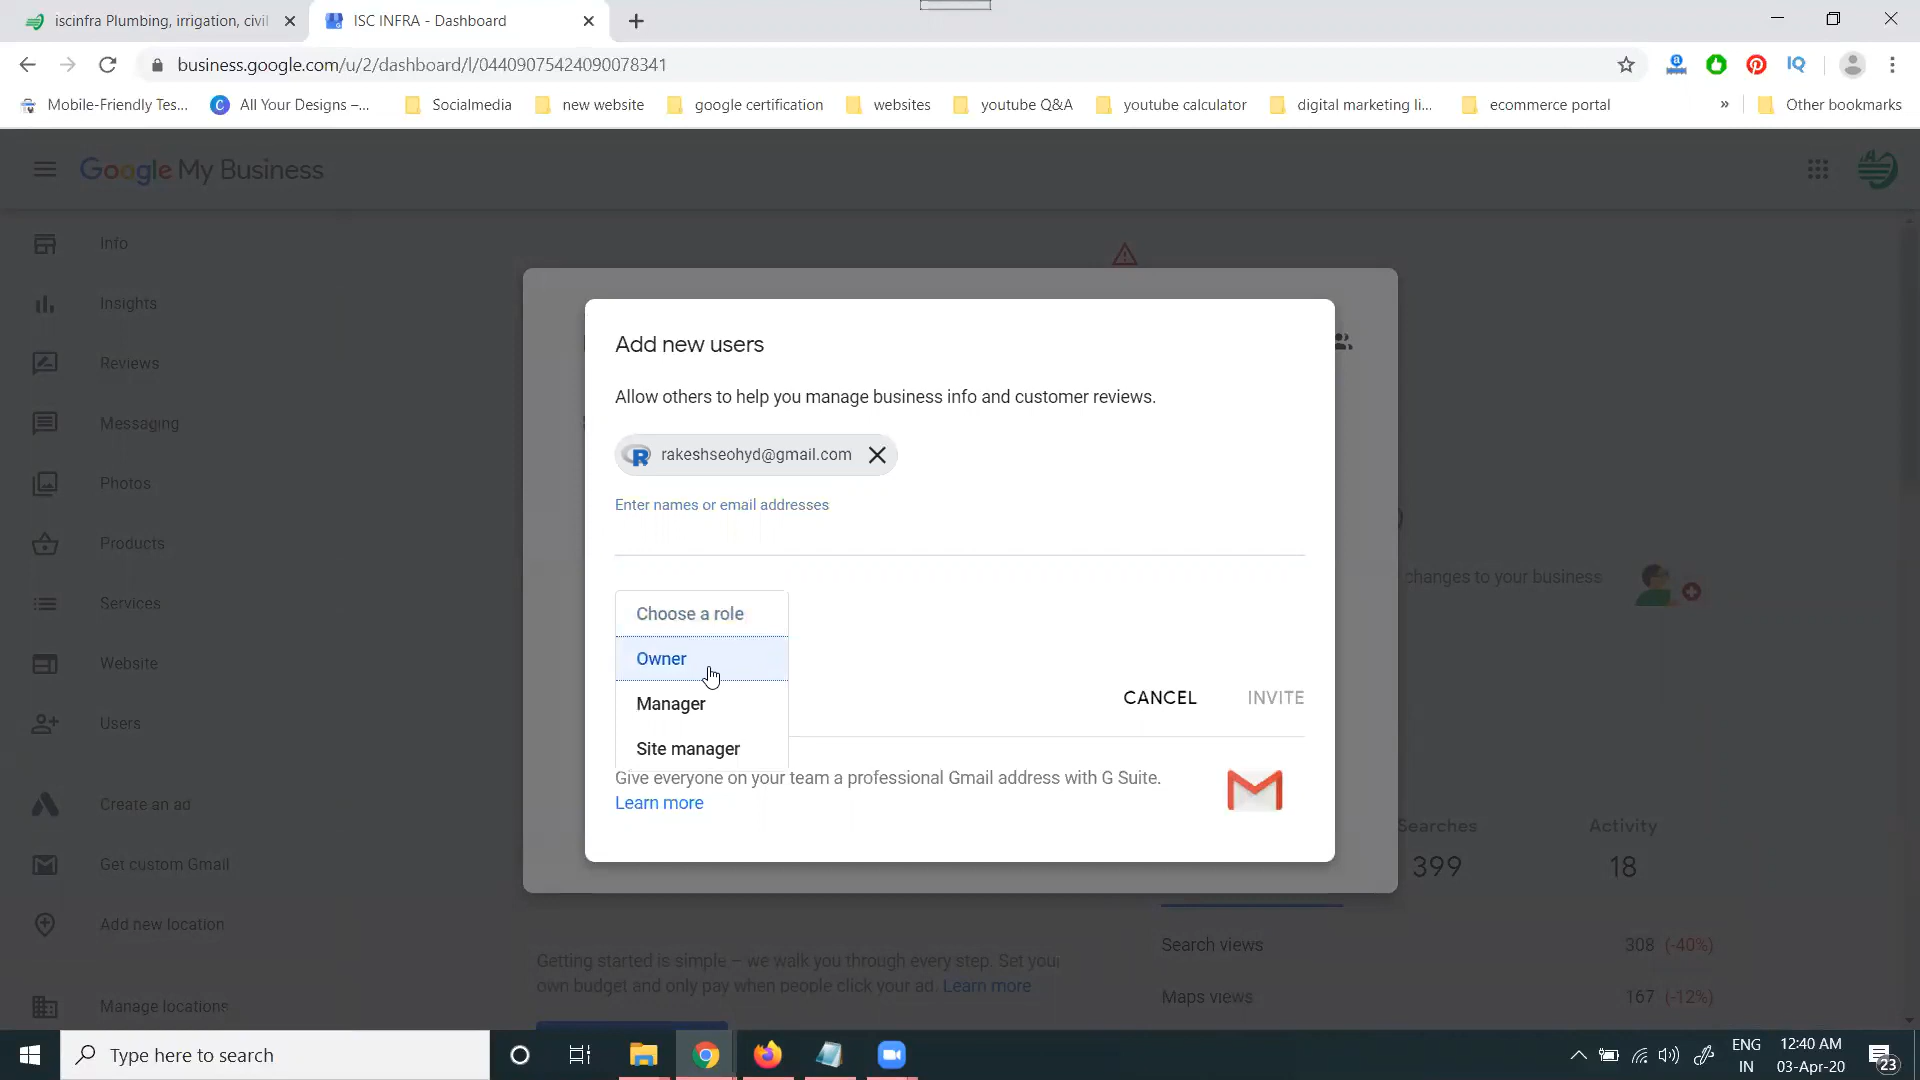 iscinfra Plumbing, irrigation, civil
ISC INFRA - Dashboard
business.google.com/u/2/dashboard/l/04409075424090078341
Mobile-Friendly Tes...
All Your Designs –...
Socialmedia
new website
google certification
websites
youtube Q&A
youtube calculator
digital marketing li...
ecommerce portal
»
Other bookmarks
Google My Business
Info
Insights
Reviews
Messaging
Photos
Products
Services
Website
Users
Create an ad
Get custom Gmail
Add new location
Manage locations
Add new users
Allow others to help you manage business info and customer reviews.
rakeshseohyd@gmail.com
Enter names or email addresses
Choose a role
Owner
Manager
Site manager
CANCEL
INVITE
Give everyone on your team a professional Gmail address with G Suite.
Learn more
changes to your business
Searches
Activity
399
18
Search views
308 (-40%)
Maps views
167 (-12%)
Getting started is simple – we walk you through every step. Set your
own budget and only pay when people click your ad. Learn more
Type here to search
ENG
IN
12:40 AM
03-Apr-20
23